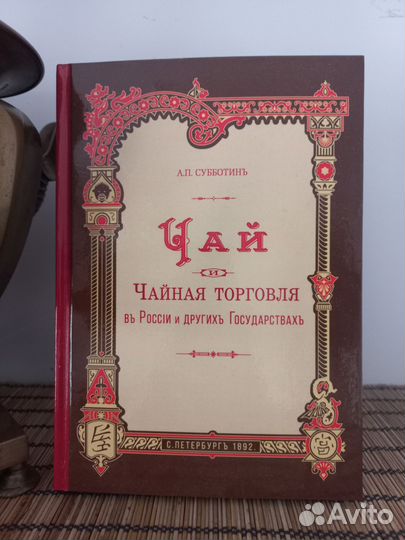 А.П. СУББОТИНЪ
ЧАЙ
И
ЧАЙНАЯ ТОРГОВЛЯ
ВЪ РОССІИ И ДРУГИХЪ ГОСУДАРСТВАХЪ
С.ПЕТЕРБУРГЪ 1892.
Avito